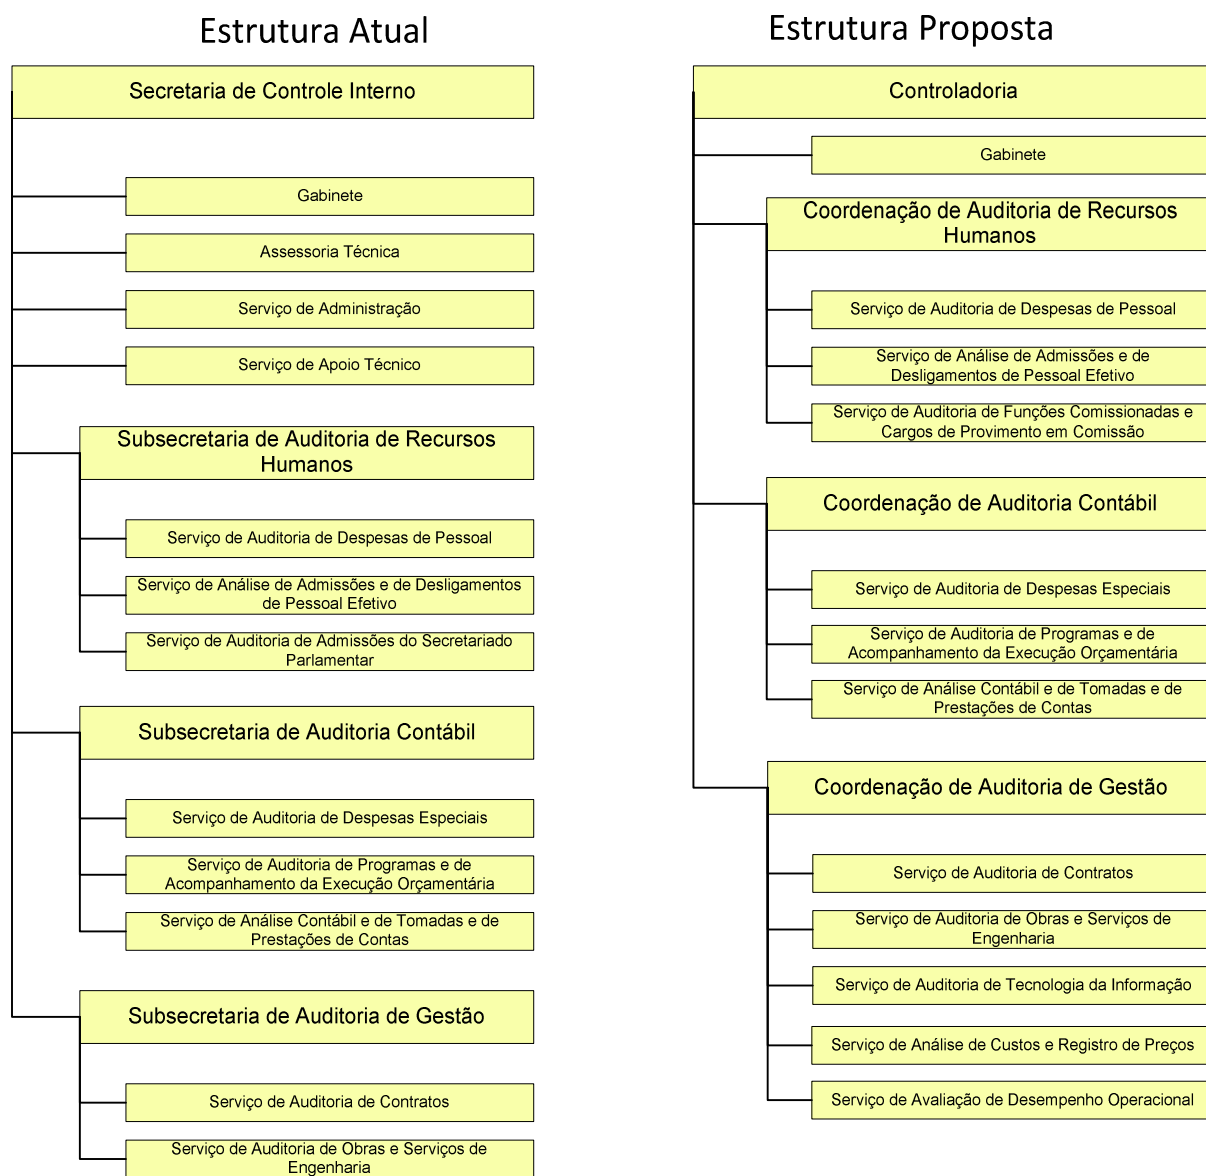 Estrutura Atual
Secretaria de Controle Interno
Gabinete
Assessoria Técnica
Serviço de Administração
Serviço de Apoio Técnico
Subsecretaria de Auditoria de Recursos
Humanos
Serviço de Auditoria de Despesas de Pessoal
Serviço de Análise de Admissões e de Desligamentos
de Pessoal Efetivo
Serviço de Auditoria de Admissões do Secretariado
Parlamentar
Subsecretaria de Auditoria Contábil
Serviço de Auditoria de Despesas Especiais
Serviço de Auditoria de Programas e de
Acompanhamento da Execução Orçamentária
Serviço de Análise Contábil e de Tomadas e de
Prestações de Contas
Subsecretaria de Auditoria de Gestão
Serviço de Auditoria de Contratos
Serviço de Auditoria de Obras e Serviços de
Engenharia
Estrutura Proposta
Controladoria
Gabinete
Coordenação de Auditoria de Recursos
Humanos
Serviço de Auditoria de Despesas de Pessoal
Serviço de Análise de Admissões e de
Desligamentos de Pessoal Efetivo
Serviço de Auditoria de Funções Comissionadas e
Cargos de Provimento em Comissão
Coordenação de Auditoria Contábil
Serviço de Auditoria de Despesas Especiais
Serviço de Auditoria de Programas e de
Acompanhamento da Execução Orçamentária
Serviço de Análise Contábil e de Tomadas e de
Prestações de Contas
Coordenação de Auditoria de Gestão
Serviço de Auditoria de Contratos
Serviço de Auditoria de Obras e Serviços de
Engenharia
Serviço de Auditoria de Tecnologia da Informação
Serviço de Análise de Custos e Registro de Preços
Serviço de Avaliação de Desempenho Operacional